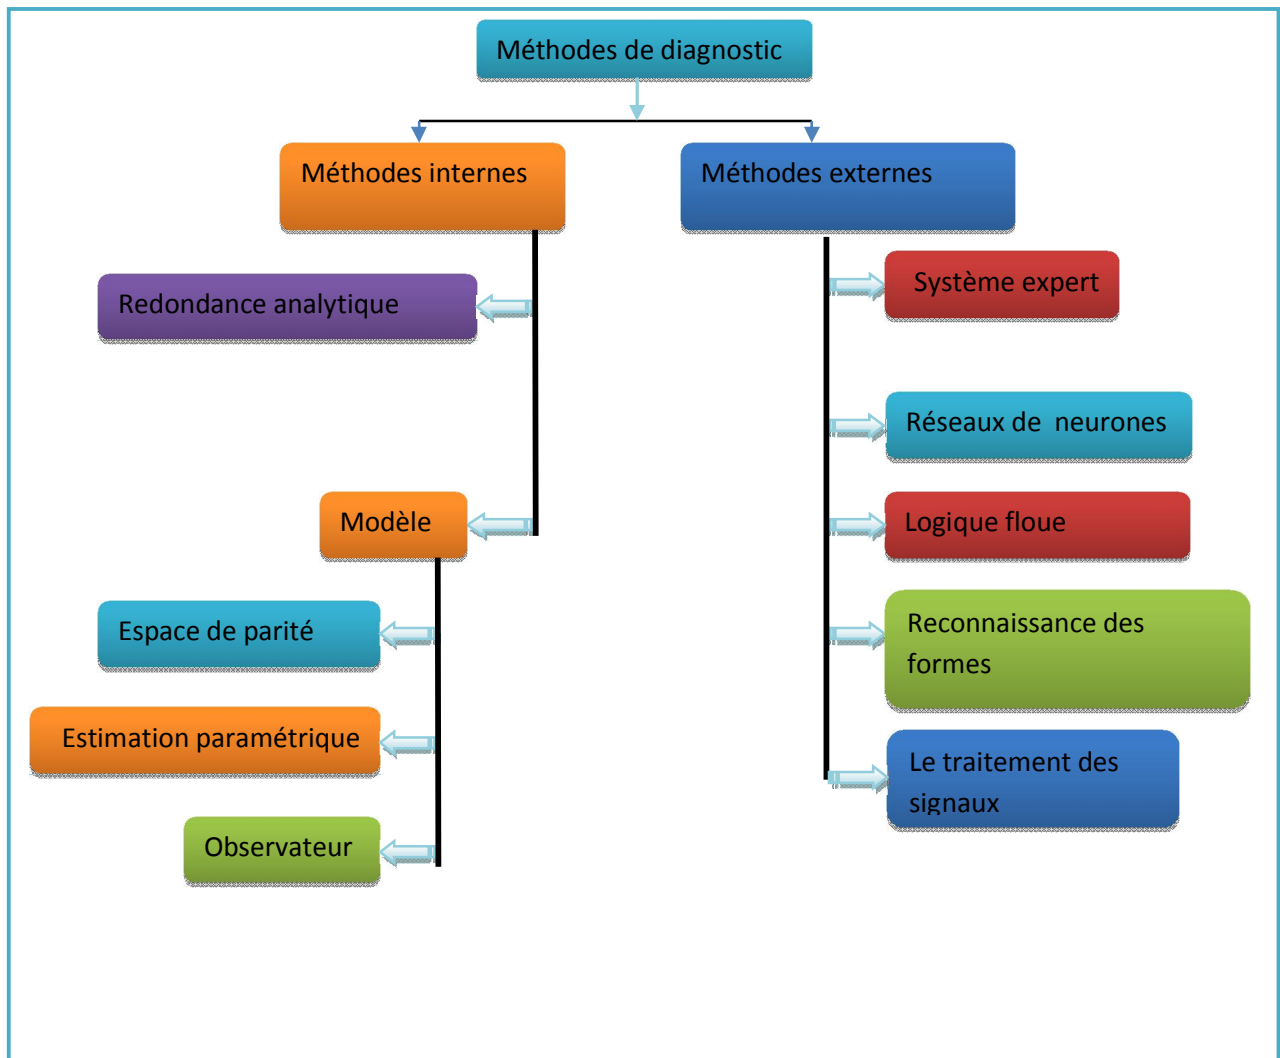 Méthodes de diagnostic
Méthodes internes
Méthodes externes
Redondance analytique
Modèle
Espace de parité
Estimation paramétrique
Observateur
Système expert
Réseaux de neurones
Logique floue
Reconnaissance des
formes
Le traitement des
signaux